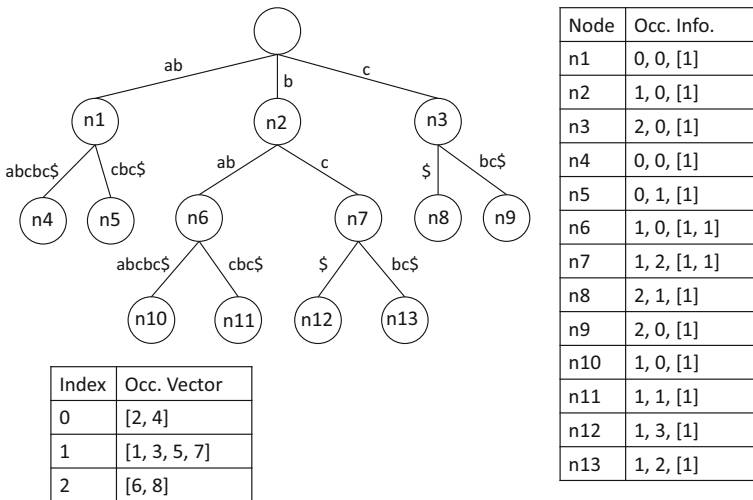 ab
b
c
n1
n2
n3
abcbc$
cbc$
ab
c
$
bc$
n4
n5
n6
n7
n8
n9
abcbc$
cbc$
$
bc$
n10
n11
n12
n13
Index Occ. Vector
0 [2, 4]
1 [1, 3, 5, 7]
2 [6, 8]
Node Occ. Info.
n1 0, 0, [1]
n2 1, 0, [1]
n3 2, 0, [1]
n4 0, 0, [1]
n5 0, 1, [1]
n6 1, 0, [1, 1]
n7 1, 2, [1, 1]
n8 2, 1, [1]
n9 2, 0, [1]
n10 1, 0, [1]
n11 1, 1, [1]
n12 1, 3, [1]
n13 1, 2, [1]